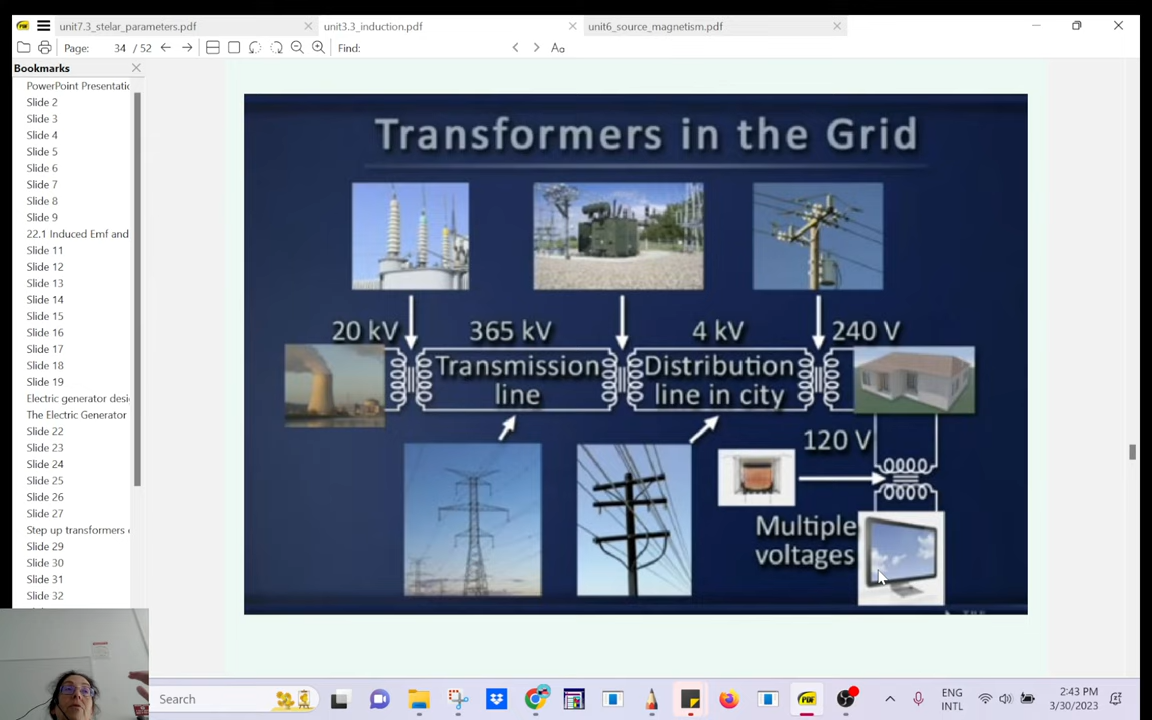 unit7.3_stelar_parameters.pdf
unit3.3_induction.pdf
unit6_source_magnetism.pdf
Page: 34 / 52
Find:
Aa
Bookmarks
PowerPoint Presentatic
Slide 2
Slide 3
Slide 4
Slide 5
Slide 6
Slide 7
Slide 8
Slide 9
22.1 Induced Emf and
Slide 11
Slide 12
Slide 13
Slide 14
Slide 15
Slide 16
Slide 17
Slide 18
Slide 19
Electric generator desi
The Electric Generator
Slide 22
Slide 23
Slide 24
Slide 25
Slide 26
Slide 27
Step up transformers
Slide 29
Slide 30
Slide 31
Slide 32
Transformers in the Grid
20 kV
365 kV
4 kV
240 V
Transmission
line
Distribution
line in city
120 V
Multiple
voltages
Search
ENG
INTL
2:43 PM
3/30/2023